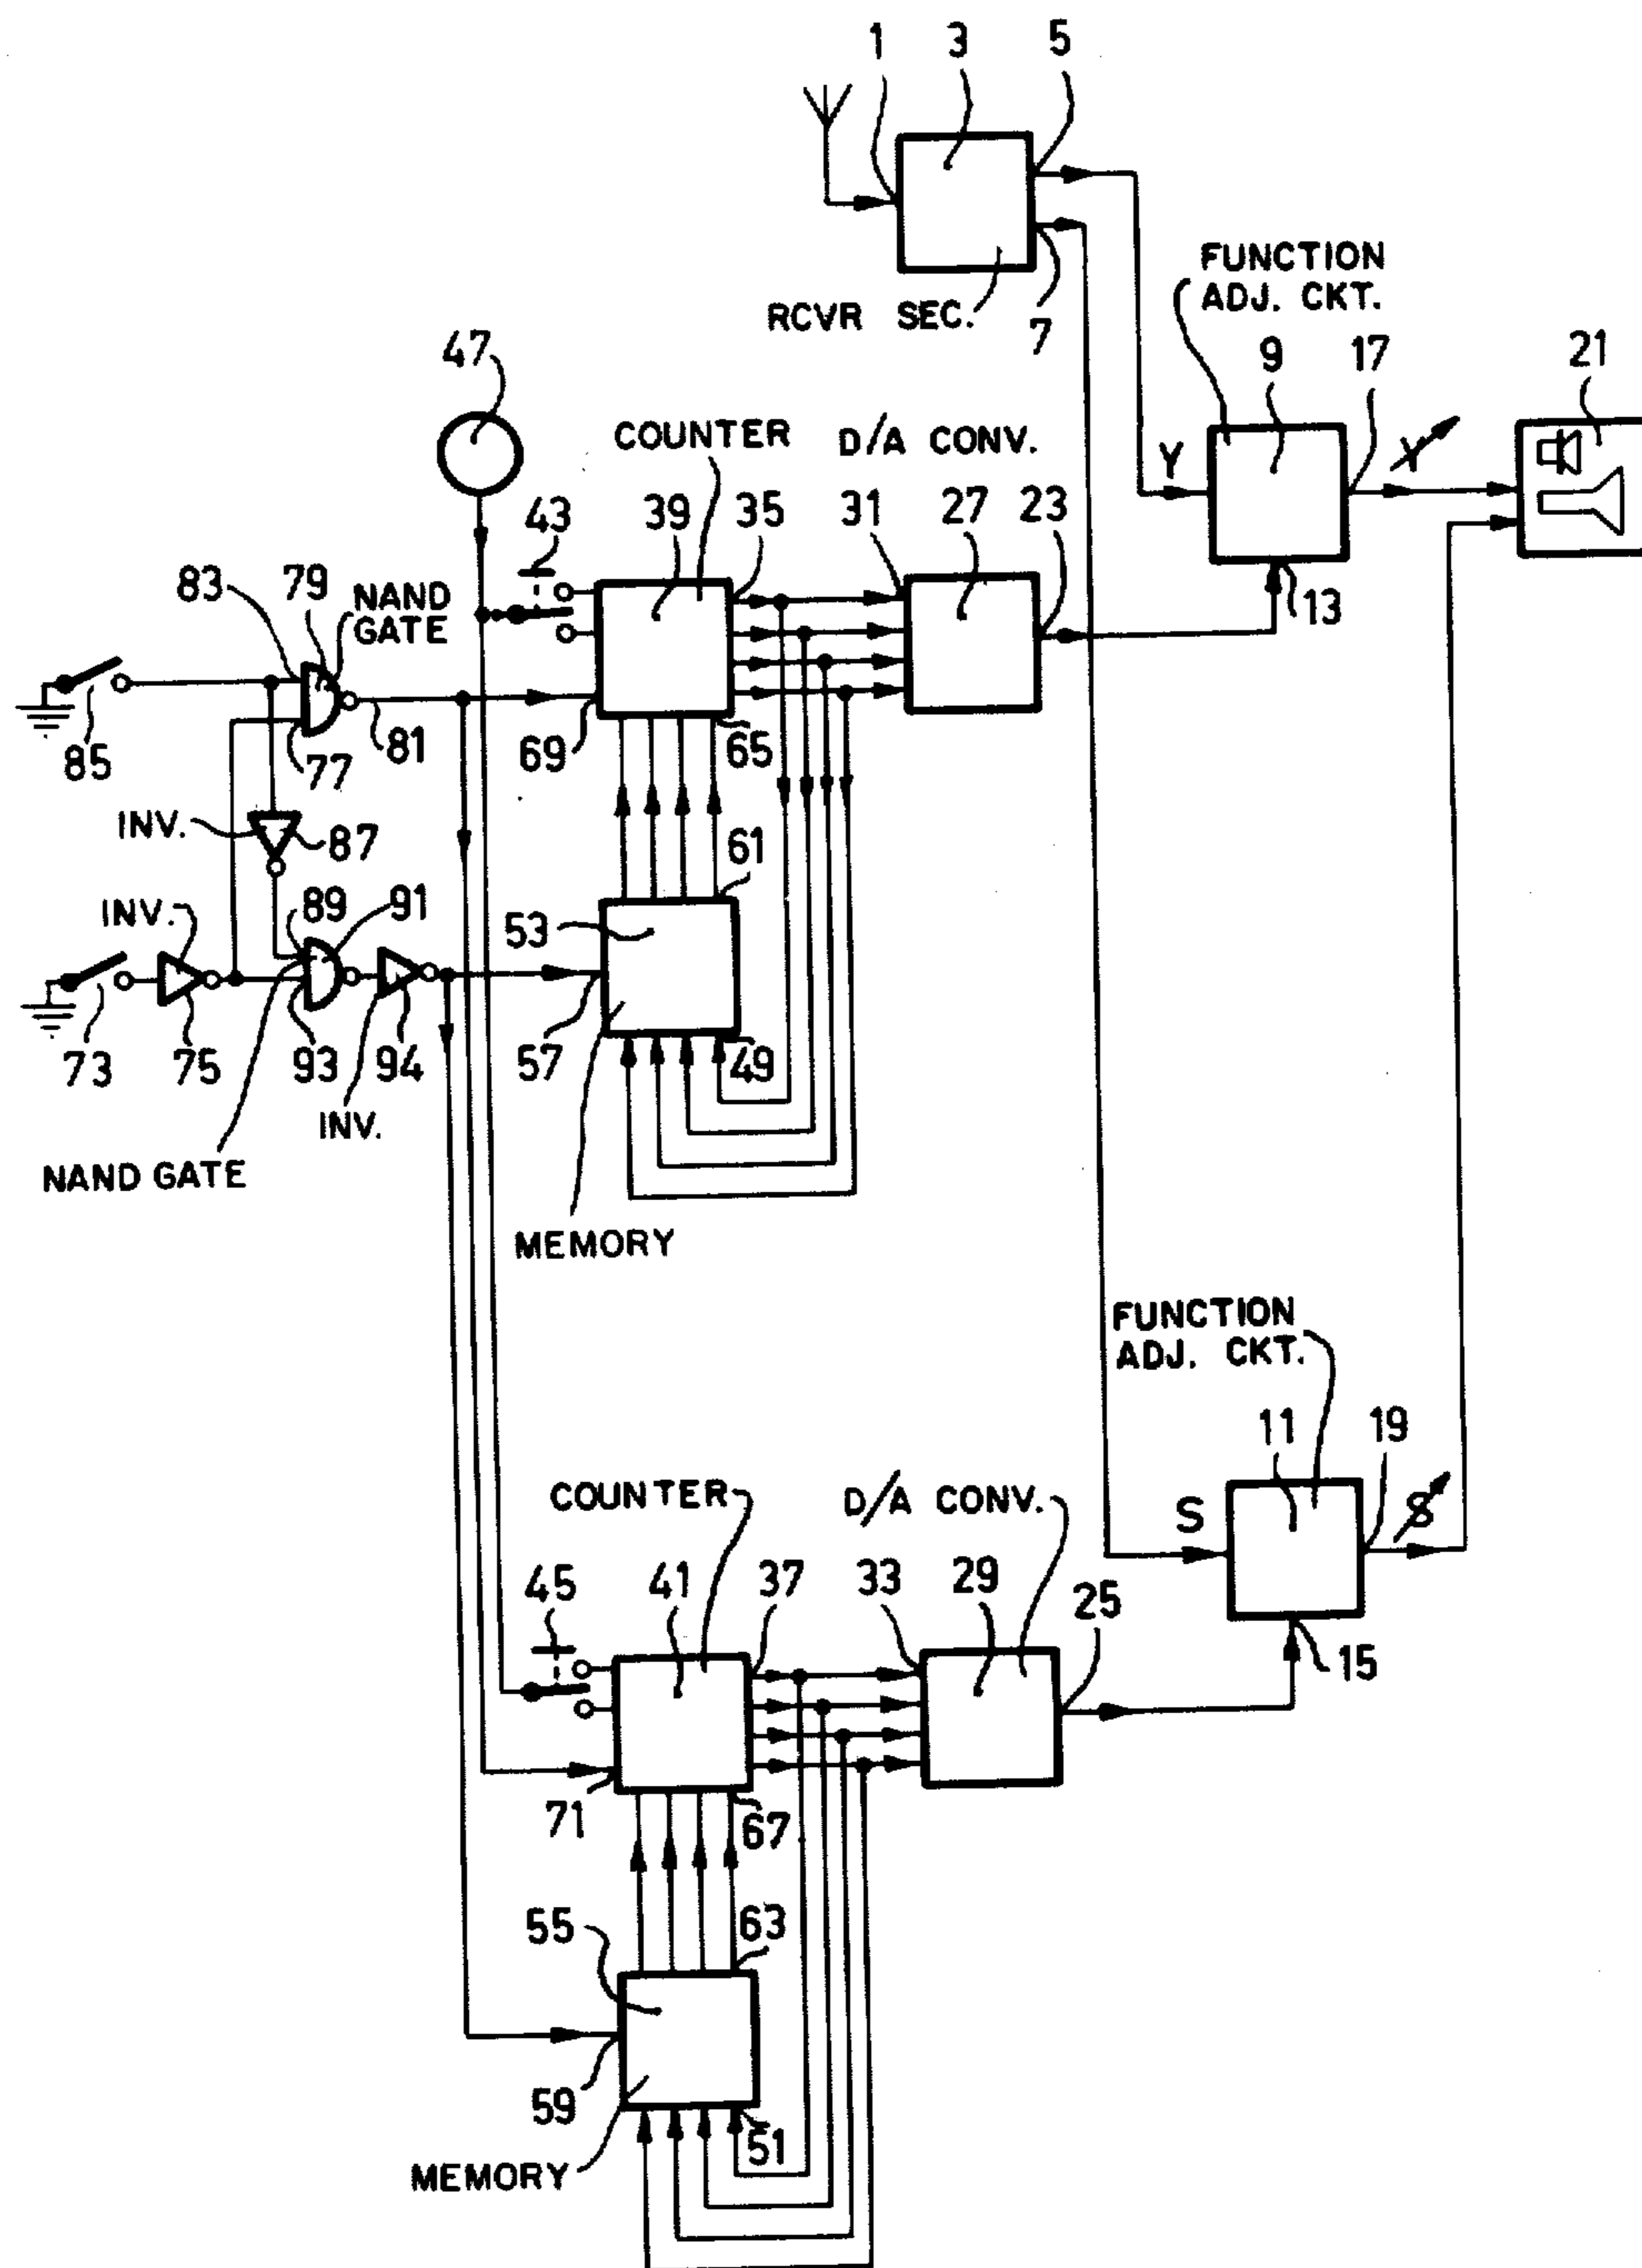 1 3 5
RCVR SEC. 7
FUNCTION
ADJ. CKT.
47
9 17 21
COUNTER D/A CONV.
Y X
43 39 35 31 27 23
13
83 79 NAND
GATE
85 77 81 69 65
INV. 87
61
INV. 89 91 53
73 75 93 94 57 49
INV.
NAND GATE
MEMORY
FUNCTION
ADJ. CKT.
11 19
COUNTER D/A CONV.
S S
45 41 37 33 29 25
15
71 67
55 63
59 51
MEMORY